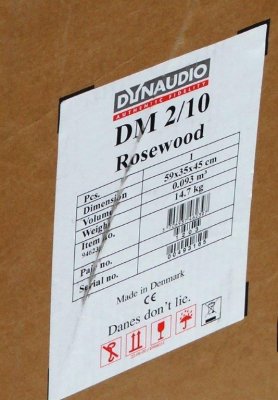 DYNAUDIO
AUTHENTIC FIDELITY
DM 2/10
Rosewood
Pcs. 1
Dimension 59x35x45 cm
Volume 0.093 m³
Weight 14.7 kg
Item no.
Part no.
Serial no.
Made in Denmark
CE
Danes don't lie.